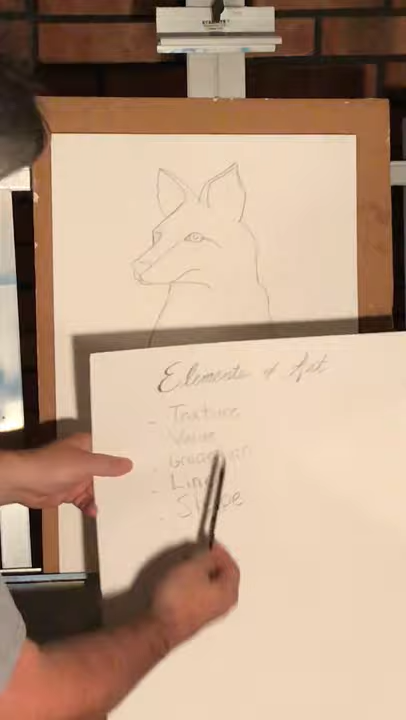 Elements of Art
- Texture
- Value
- Line
- Shape